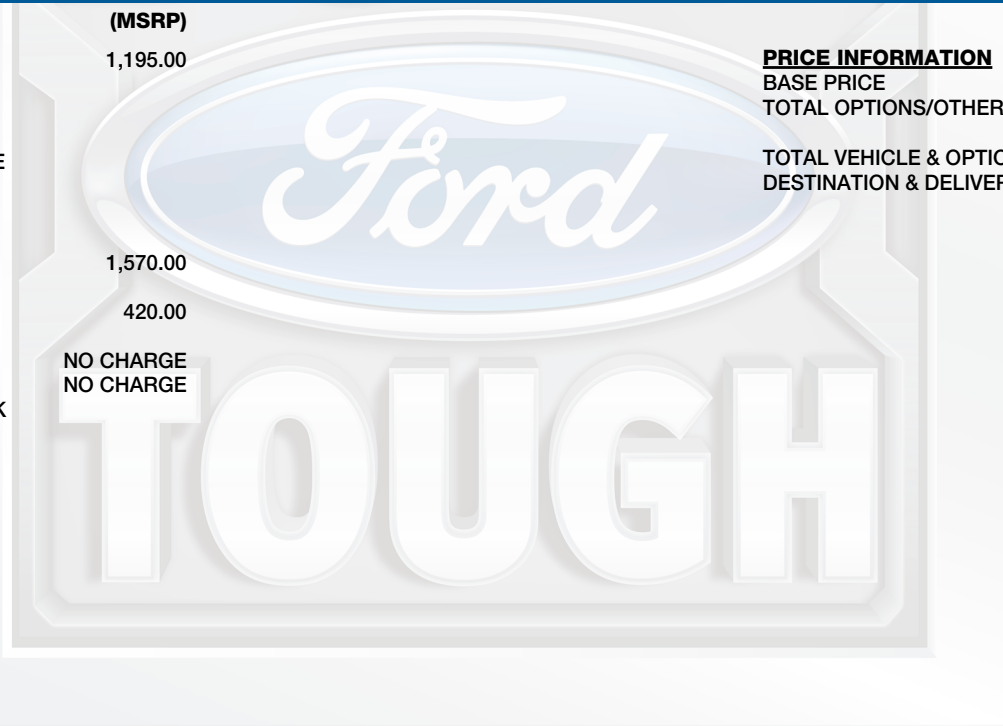 (MSRP)
1,195.00
E
1,570.00
420.00
NO CHARGE
NO CHARGE
K
PRICE INFORMATION
BASE PRICE
TOTAL OPTIONS/OTHER
TOTAL VEHICLE & OPTIO
DESTINATION & DELIVER
Ford
TOUGH